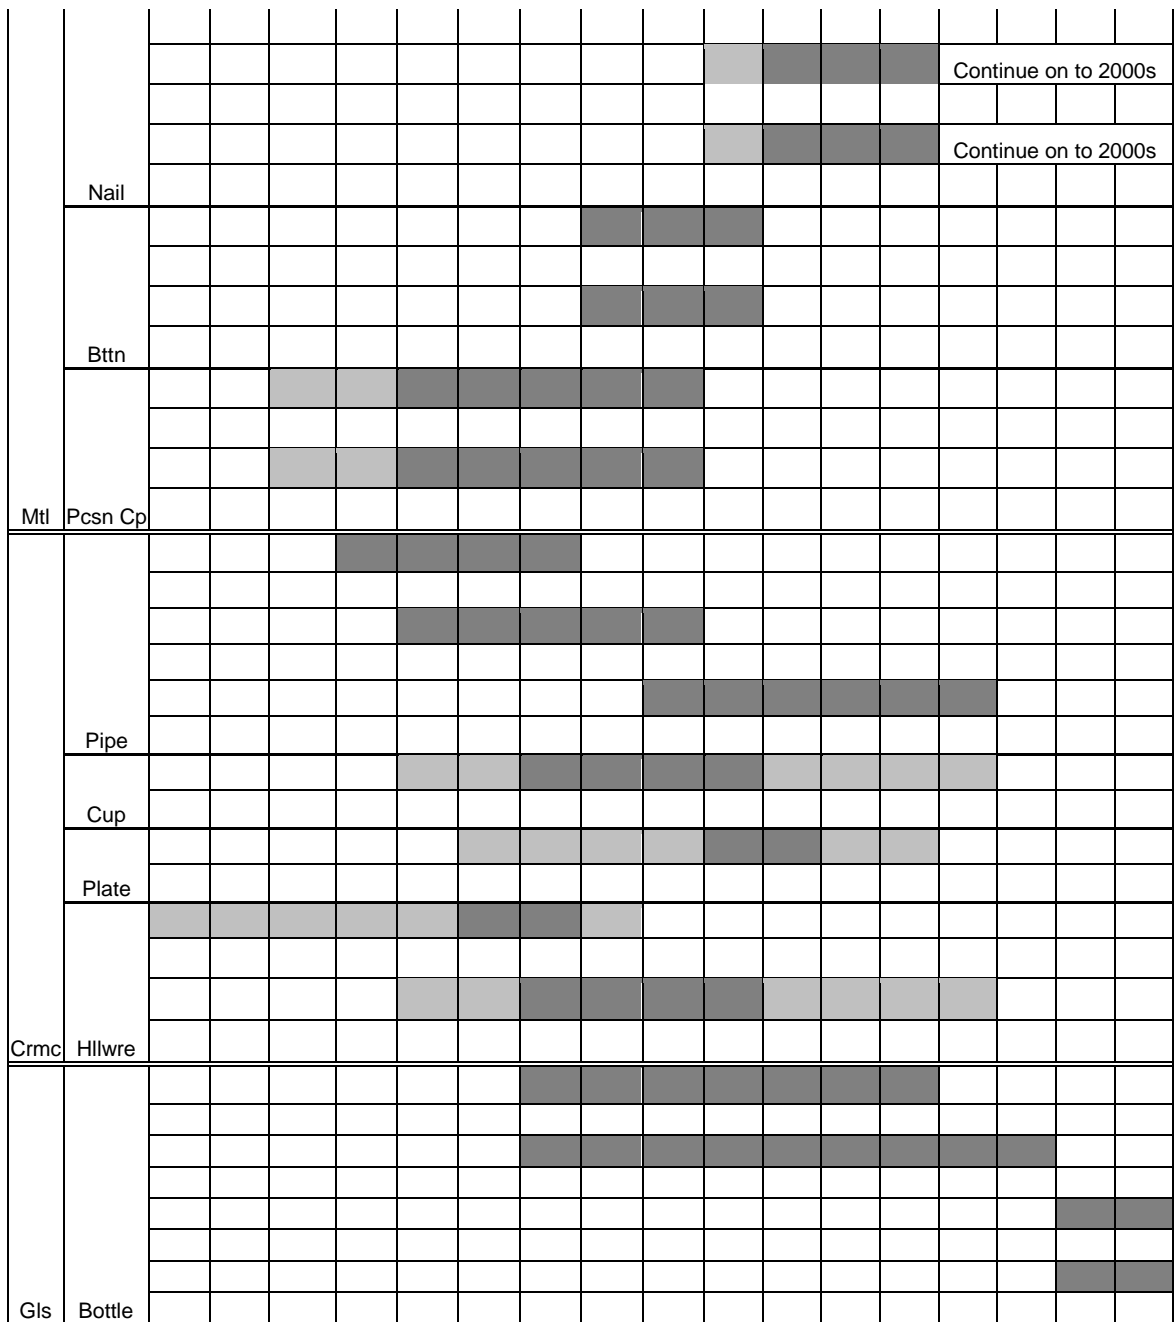 Continue on to 2000s
Continue on to 2000s
Nail
Bttn
Mtl Pcsn Cp
Pipe
Cup
Plate
Crmc Hllwre
Gls Bottle